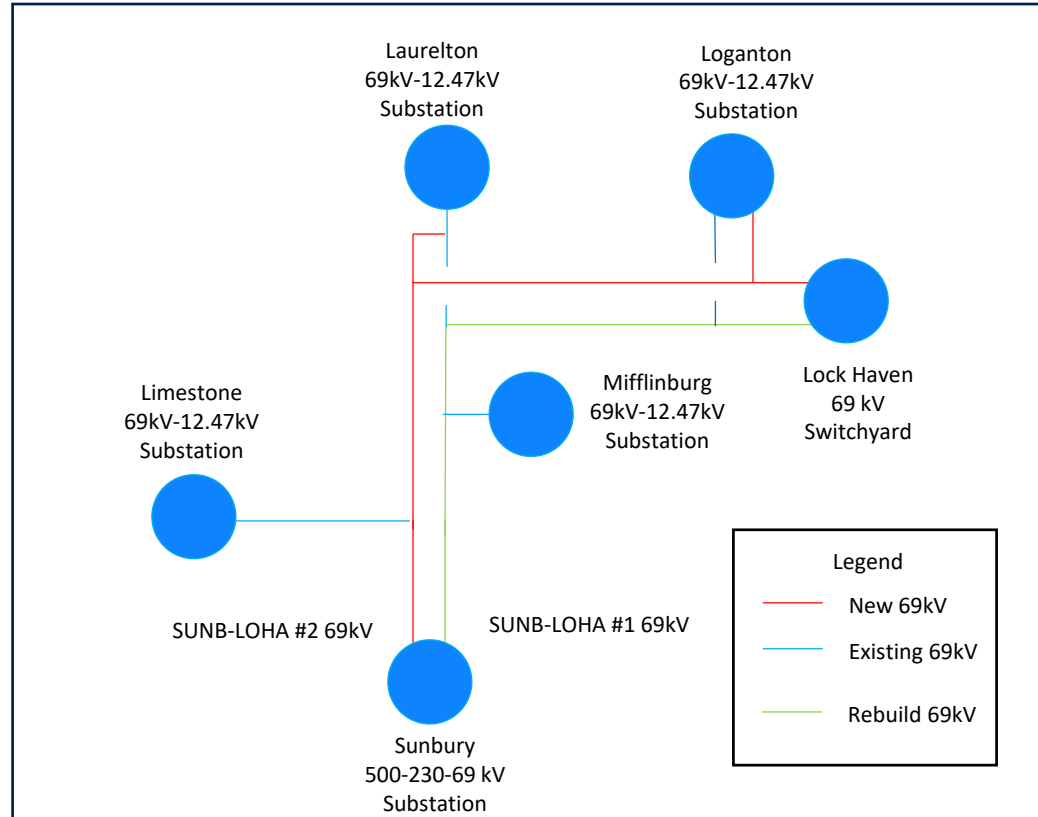 Laurelton
69kV-12.47kV
Substation
Loganton
69kV-12.47kV
Substation
Limestone
69kV-12.47kV
Substation
Mifflinburg
69kV-12.47kV
Substation
Lock Haven
69 kV
Switchyard
SUNB-LOHA #2 69kV
SUNB-LOHA #1 69kV
Sunbury
500-230-69 kV
Substation
Legend
New 69kV
Existing 69kV
Rebuild 69kV